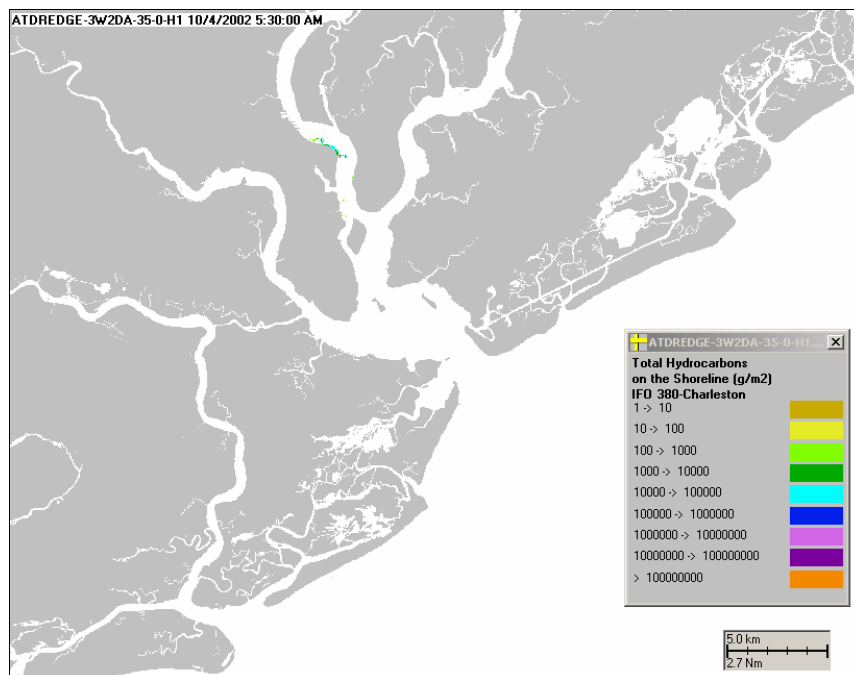 ATDREDGE-3W2DA-35-0-H1 10/4/2002 5:30:00 AM
ATDREDGE-3W2DA-35-0-H1....
Total Hydrocarbons
on the Shoreline (g/m2)
IFO 380-Charleston
1 -> 10
10 -> 100
100 -> 1000
1000 -> 10000
10000 -> 100000
100000 -> 1000000
1000000 -> 10000000
10000000 -> 100000000
> 100000000
5.0 km
2.7 Nm